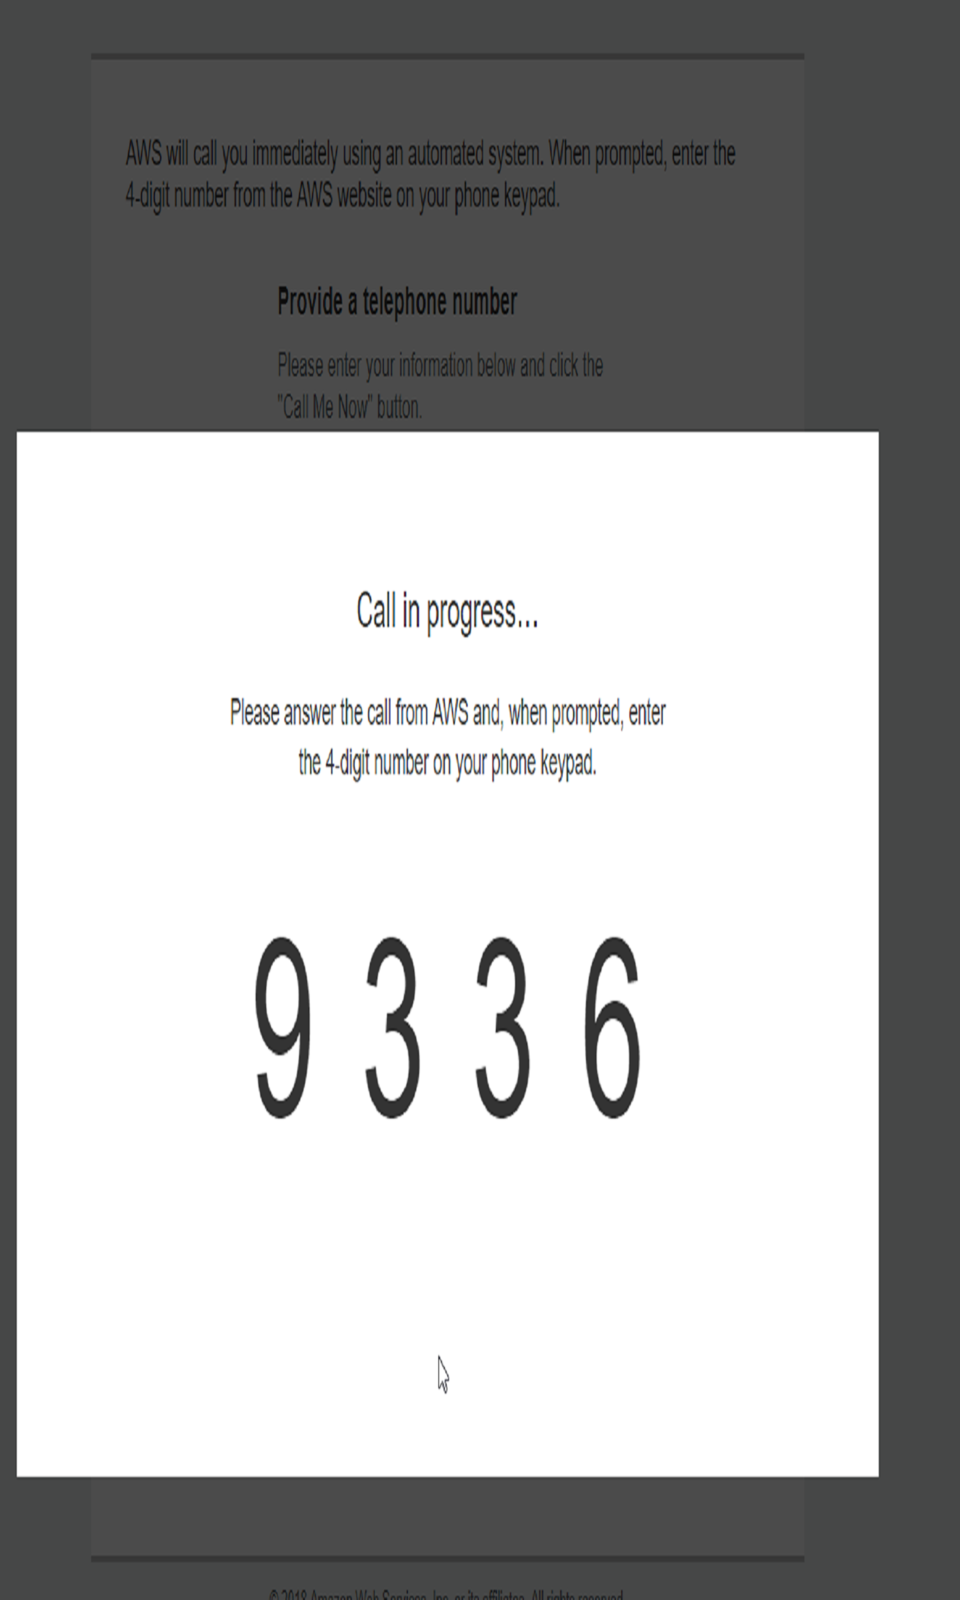 AWS will call you immediately using an automated system. When prompted, enter the
4-digit number from the AWS website on your phone keypad.
Provide a telephone number
Please enter your information below and click the
"Call Me Now" button.
Call in progress...
Please answer the call from AWS and, when prompted, enter
the 4-digit number on your phone keypad.
9 3 3 6
© 2018 Amazon Web Services, Inc. or its affiliates. All rights reserved.